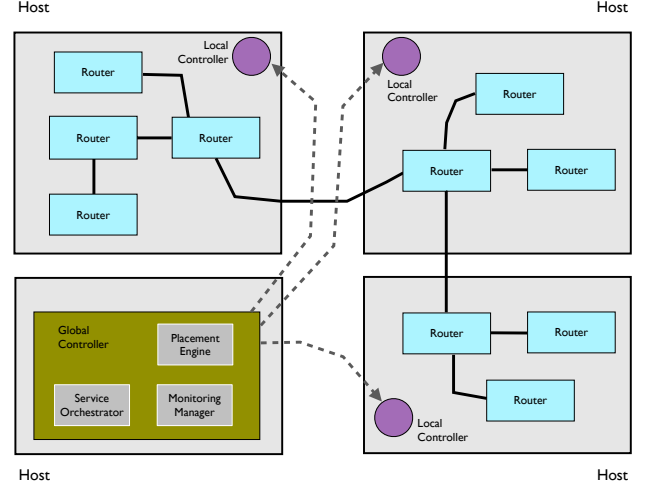 Host
Host
Local
Controller
Router
Router
Router
Router
Local
Controller
Router
Router
Router
Global
Controller
Placement
Engine
Service
Orchestrator
Monitoring
Manager
Router
Router
Router
Local
Controller
Host
Host